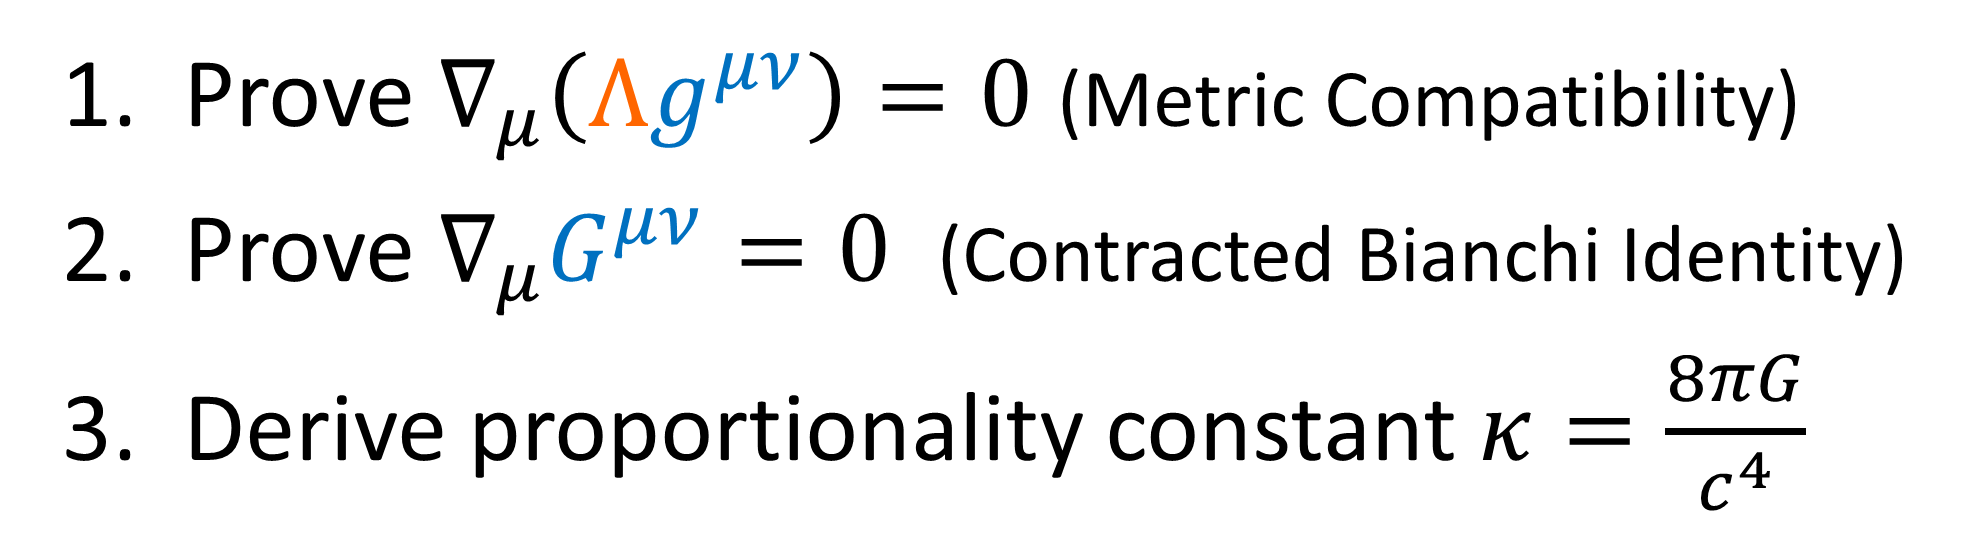 1. Prove ∇_μ(Λg^{μν}) = 0 (Metric Compatibility)
2. Prove ∇_μ G^{μν} = 0 (Contracted Bianchi Identity)
3. Derive proportionality constant κ = 8πG/c⁴